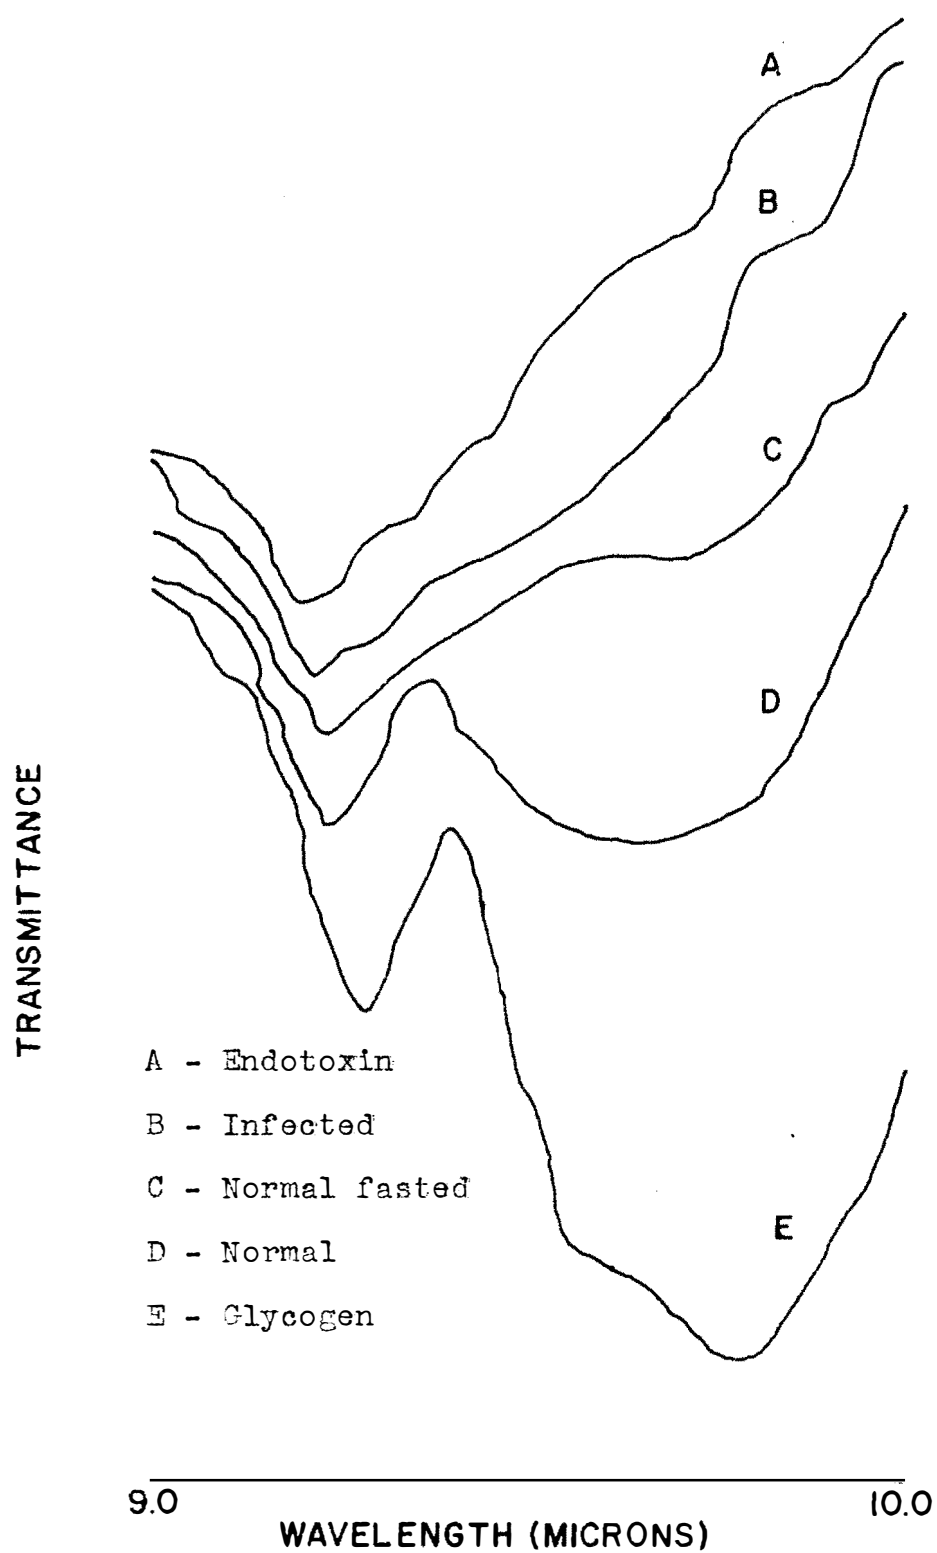 A
B
C
D
E
TRANSMITTANCE
A - Endotoxin
B - Infected
C - Normal fasted
D - Normal
E - Glycogen
9.0 10.0
WAVELENGTH (MICRONS)